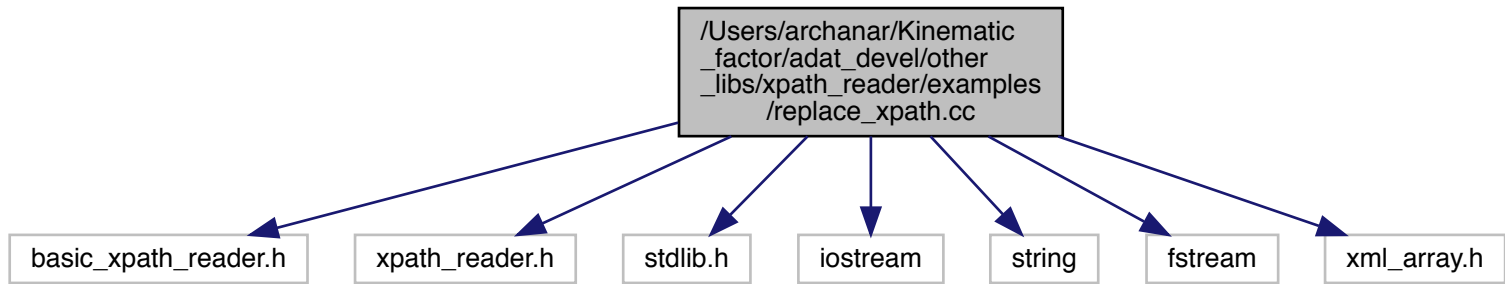 /Users/archanar/Kinematic
_factor/adat_devel/other
_libs/xpath_reader/examples
/replace_xpath.cc
basic_xpath_reader.h
xpath_reader.h
stdlib.h
iostream
string
fstream
xml_array.h